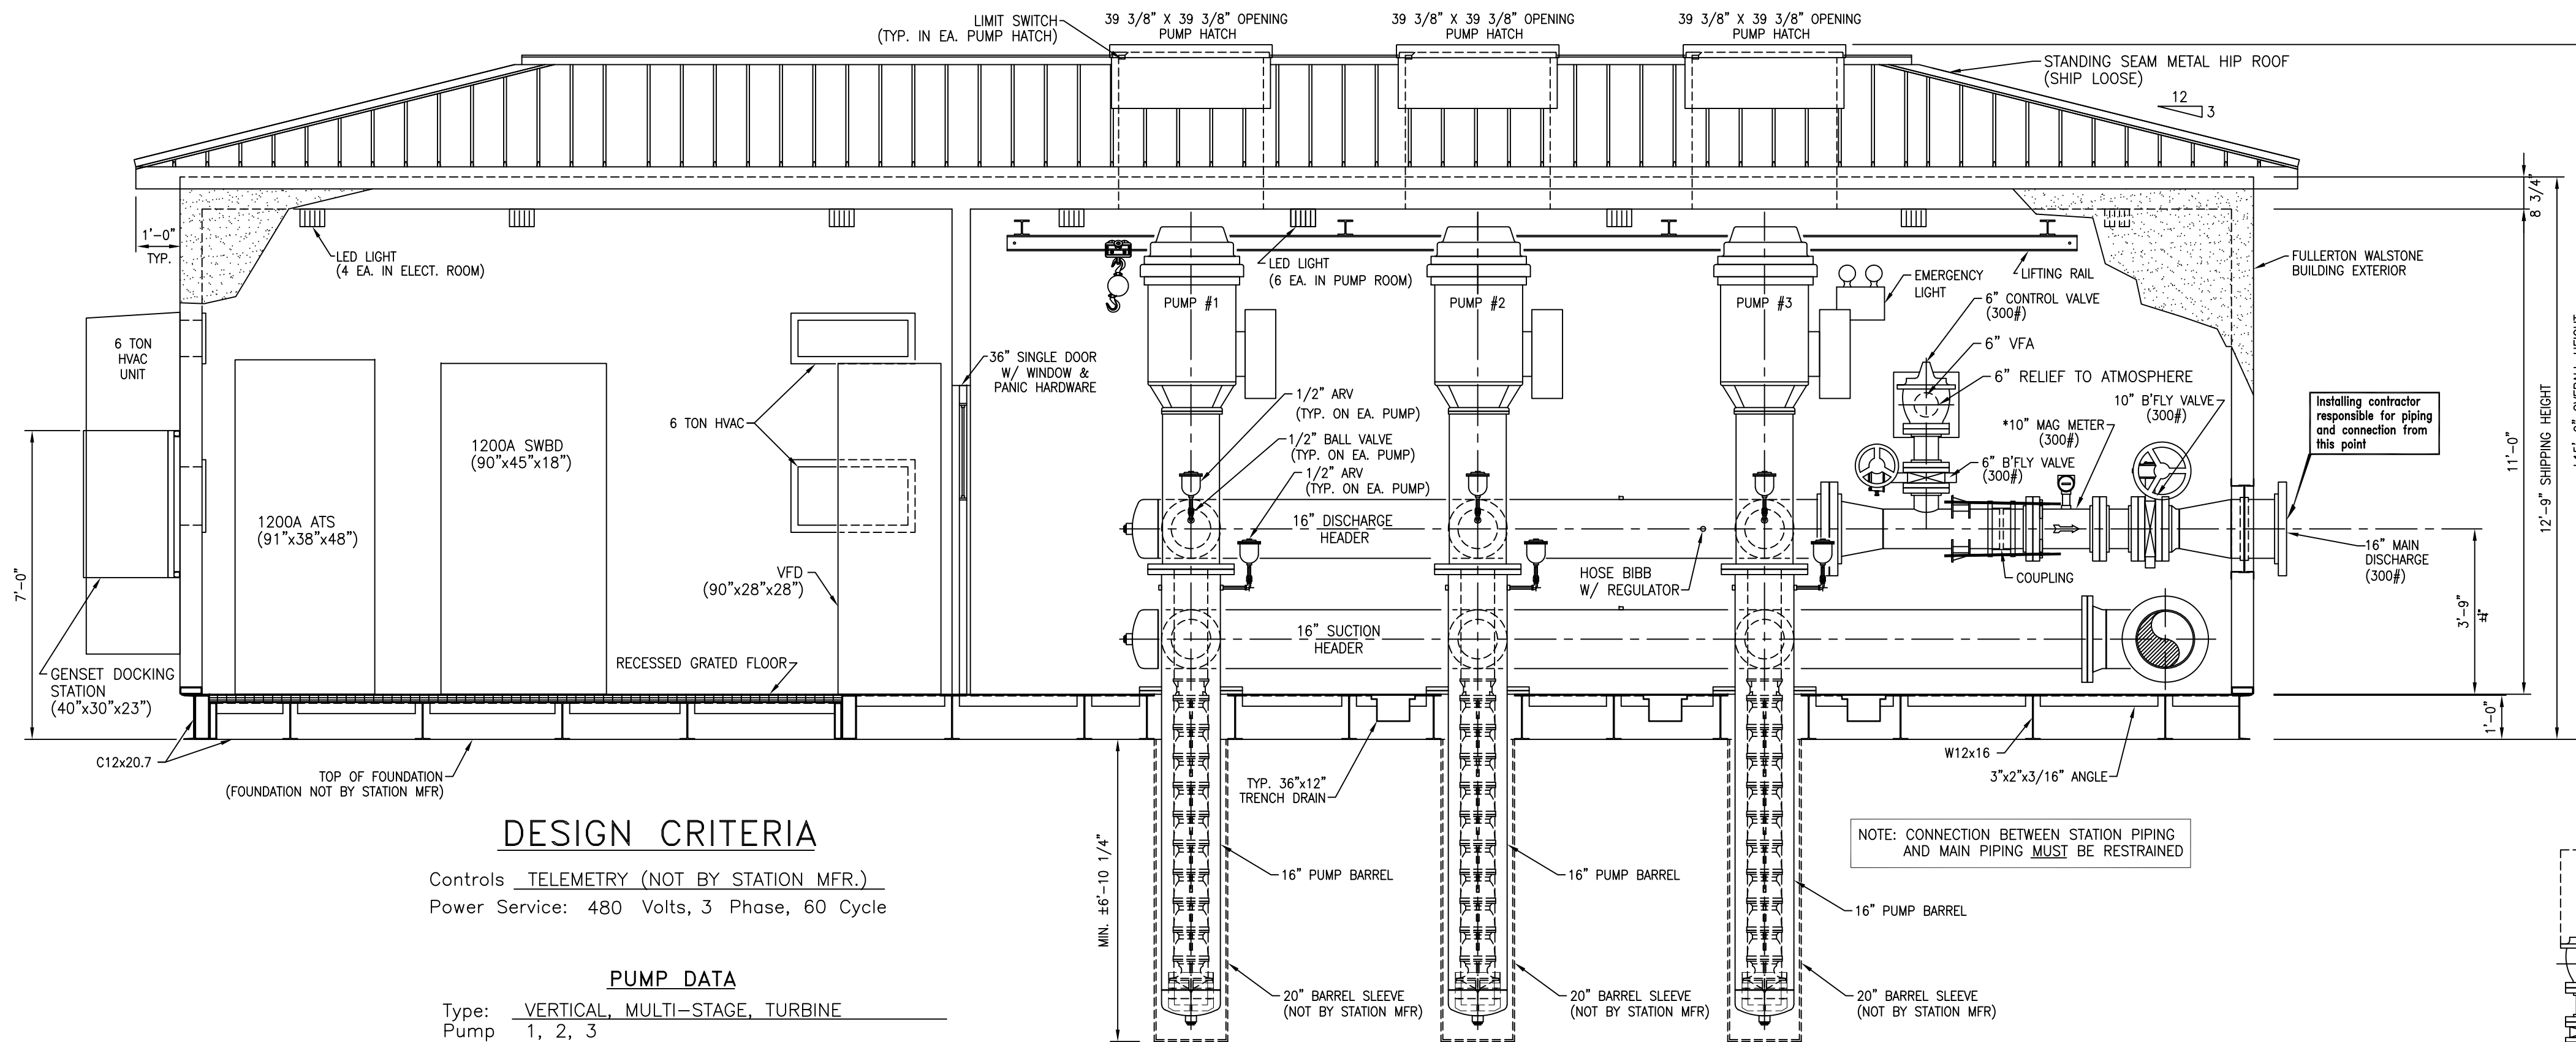 LIMIT SWITCH
(TYP. IN EA. PUMP HATCH)
39 3/8" X 39 3/8" OPENING
PUMP HATCH
39 3/8" X 39 3/8" OPENING
PUMP HATCH
39 3/8" X 39 3/8" OPENING
PUMP HATCH
STANDING SEAM METAL HIP ROOF
(SHIP LOOSE)
12
3
8 3/4"
1'-0"
TYP.
LED LIGHT
(4 EA. IN ELECT. ROOM)
LED LIGHT
(6 EA. IN PUMP ROOM)
PUMP #1
PUMP #2
PUMP #3
EMERGENCY
LIGHT
LIFTING RAIL
FULLERTON WALSTONE
BUILDING EXTERIOR
6" CONTROL VALVE
(300#)
6" VFA
6" RELIEF TO ATMOSPHERE
10" B'FLY VALVE
(300#)
*10" MAG METER
(300#)
6" B'FLY VALVE
(300#)
Installing contractor
responsible for piping
and connection from
this point
6 TON
HVAC
UNIT
36" SINGLE DOOR
W/ WINDOW &
PANIC HARDWARE
6 TON HVAC
1/2" ARV
(TYP. ON EA. PUMP)
1/2" BALL VALVE
(TYP. ON EA. PUMP)
1/2" ARV
(TYP. ON EA. PUMP)
1200A SWBD
(90"x45"x18")
1200A ATS
(91"x38"x48")
VFD
(90"x28"x28")
16" DISCHARGE
HEADER
HOSE BIBB
W/ REGULATOR
COUPLING
16" MAIN
DISCHARGE
(300#)
11'-0"
12'-9" SHIPPING HEIGHT
3'-9"
±¼"
7'-0"
16" SUCTION
HEADER
RECESSED GRATED FLOOR
GENSET DOCKING
STATION
(40"x30"x23")
1'-0"
C12x20.7
TOP OF FOUNDATION
(FOUNDATION NOT BY STATION MFR)
TYP. 36"x12"
TRENCH DRAIN
W12x16
3"x2"x3/16" ANGLE
NOTE: CONNECTION BETWEEN STATION PIPING
AND MAIN PIPING MUST BE RESTRAINED
DESIGN CRITERIA
Controls TELEMETRY (NOT BY STATION MFR.)
Power Service: 480 Volts, 3 Phase, 60 Cycle
MIN. ±6'-10 1/4"
16" PUMP BARREL
16" PUMP BARREL
16" PUMP BARREL
20" BARREL SLEEVE
(NOT BY STATION MFR)
20" BARREL SLEEVE
(NOT BY STATION MFR)
20" BARREL SLEEVE
(NOT BY STATION MFR)
PUMP DATA
Type: VERTICAL, MULTI-STAGE, TURBINE
Pump 1, 2, 3